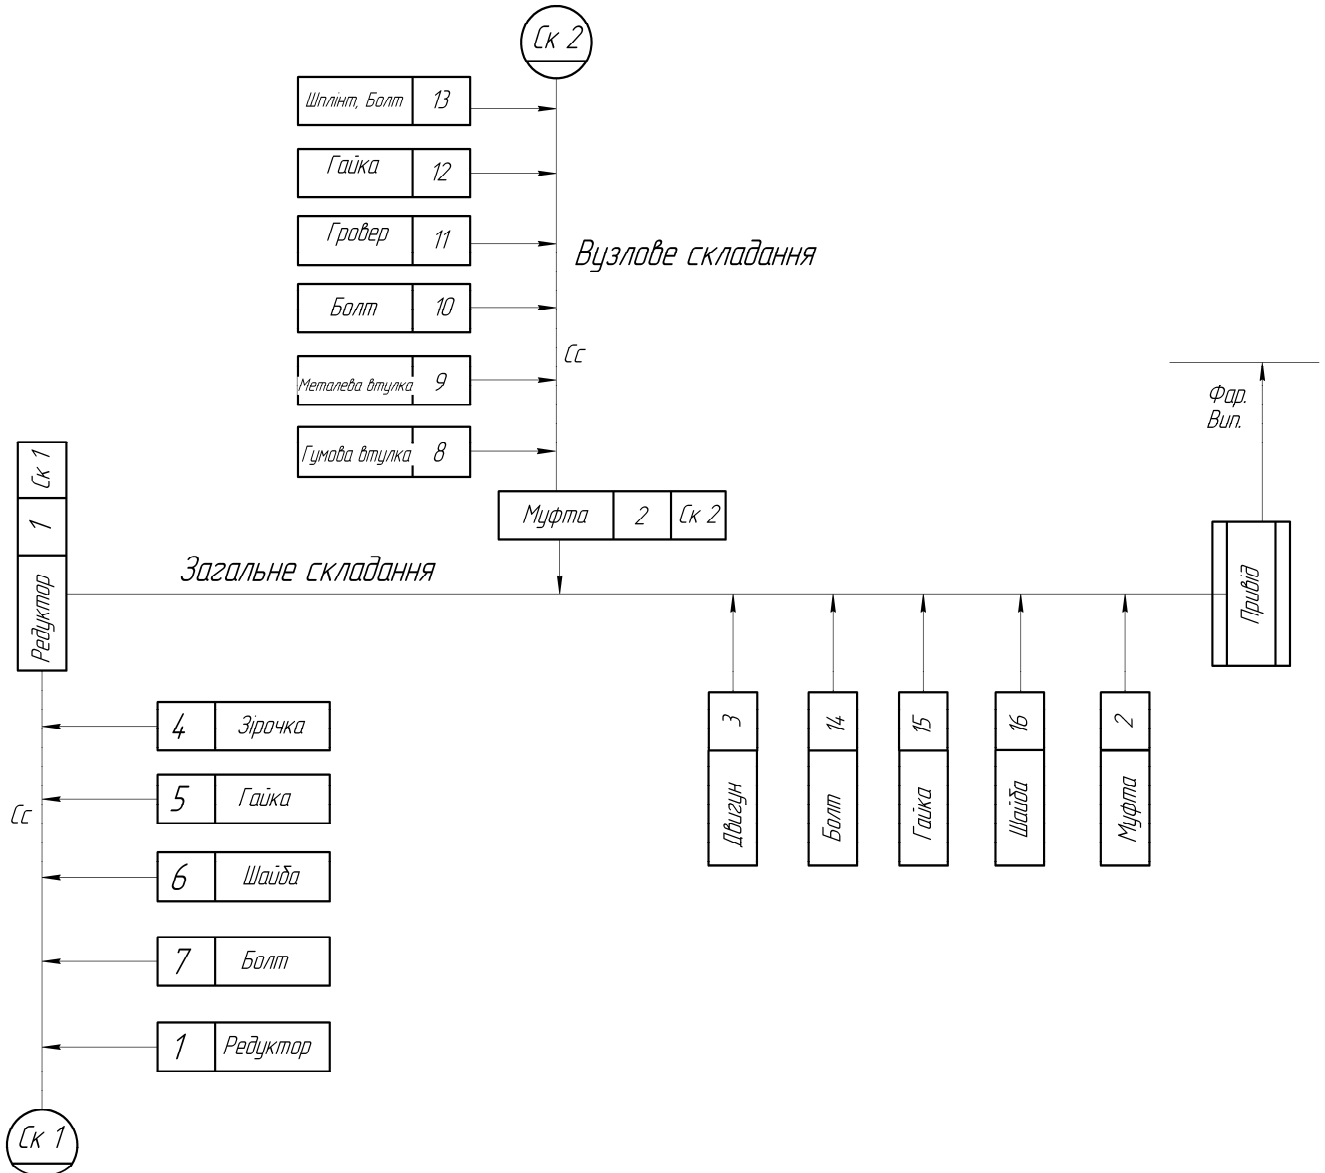 Ск 2
Шплінт, Болт 13
Гайка 12
Гровер 11
Вузлове складання
Болт 10
Сс
Металева втулка 9
Гумова втулка 8
Фар.
Вип.
Муфта 2 Ск 2
Редуктор 1 Ск 1
Загальне складання
Привід
4 Зірочка
5 Гайка
Сс
6 Шайба
7 Болт
1 Редуктор
Ск 1
Двигун 3
Болт 14
Гайка 15
Шайба 16
Муфта 2